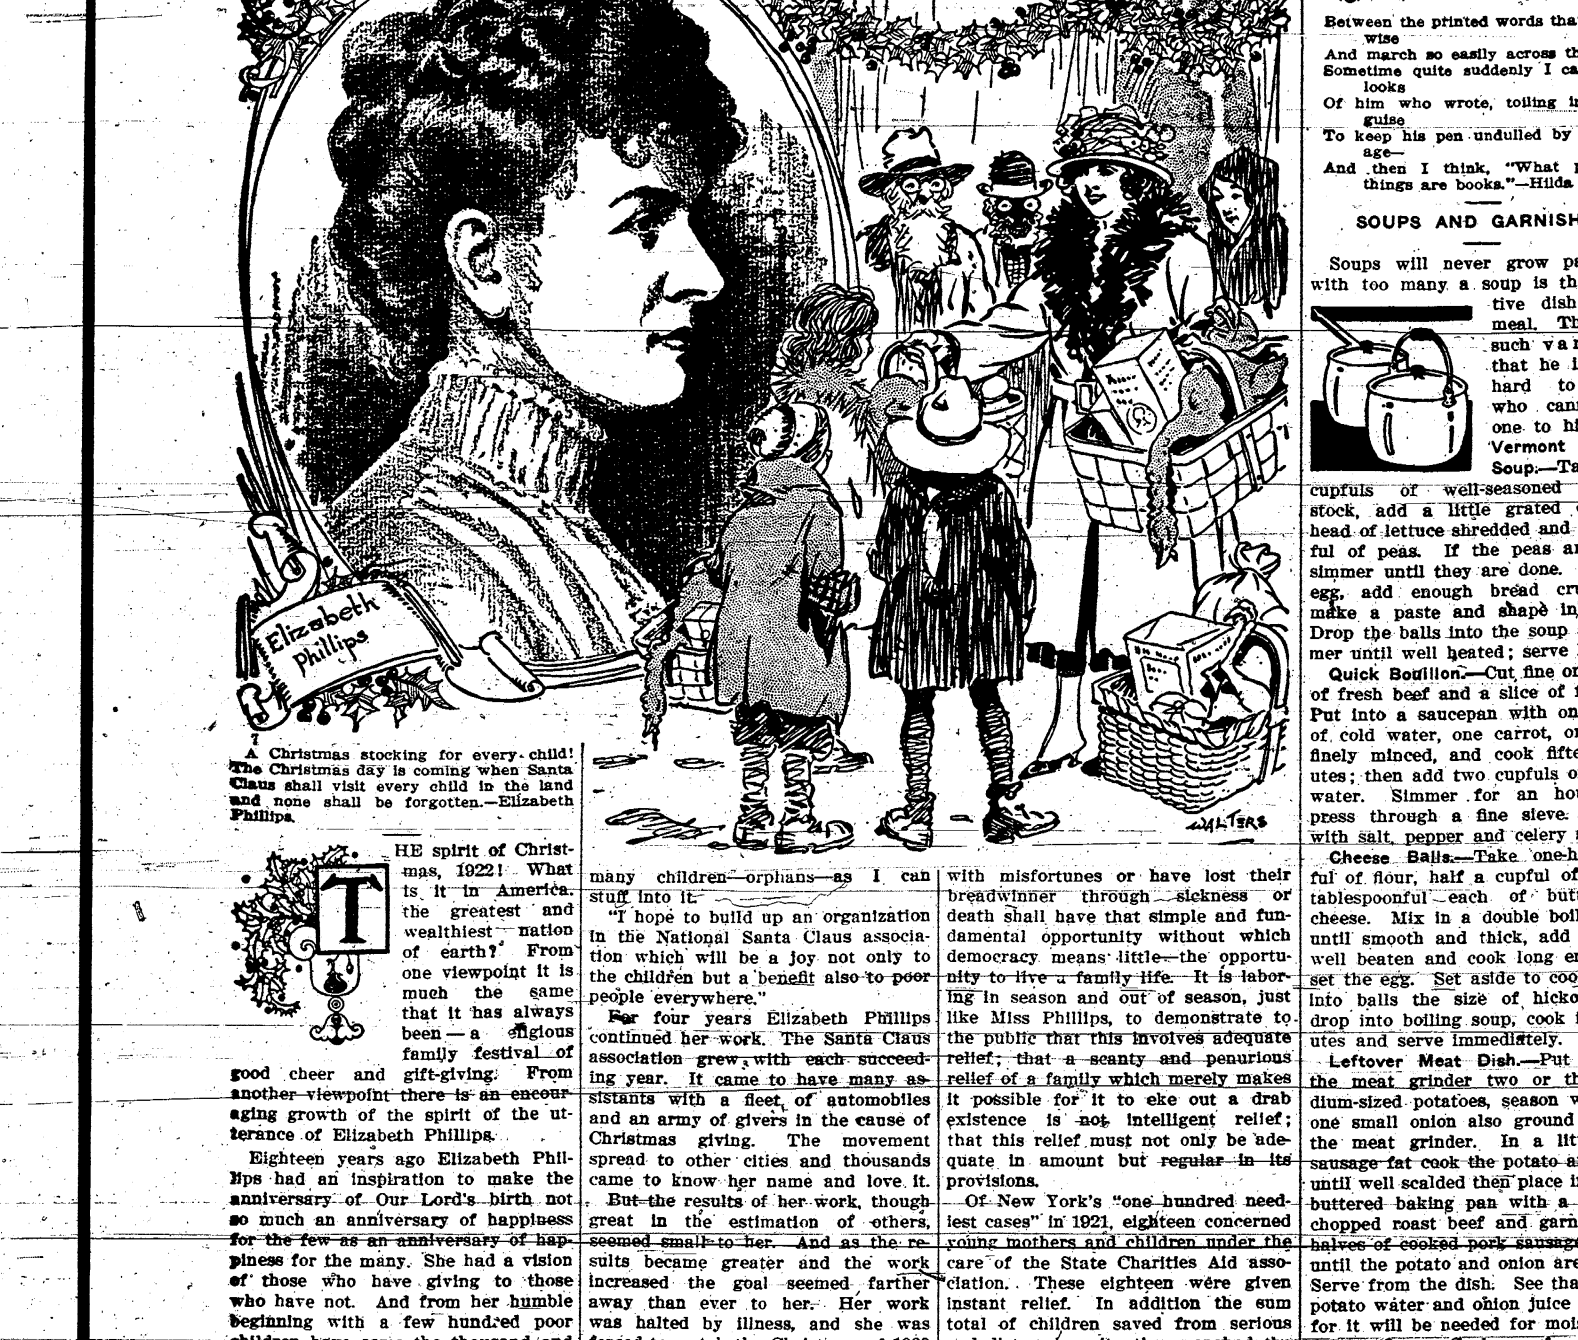 Elizabeth
Phillips
WALTERS
A Christmas stocking for every child!
The Christmas day is coming when Santa
Claus shall visit every child in the land
and none shall be forgotten.—Elizabeth
Phillips.
THE spirit of Christ-
mas, 1922! What
is it in America,
the greatest and
wealthiest nation
of earth? From
one viewpoint it is
much the same
that it has always
been—a
family festival of
good cheer and gift-giving. From
another viewpoint there is an encour-
aging growth of the spirit of the ut-
terance of Elizabeth Phillips.
Eighteen years ago Elizabeth Phil-
lips had an inspiration to make the
anniversary of Our Lord's birth not
so much an anniversary of happiness
for the few as an anniversary of hap-
piness for the many. She had a vision
of those who have giving to those
who have not. And from her humble
beginning with a few hundred poor
many children—orphans—as I can
stuff into it.
"I hope to build up an organization
in the National Santa Claus associa-
tion which will be a joy not only to
the children but a benefit also to poor
people everywhere."
For four years Elizabeth Phillips
continued her work. The Santa Claus
association grew with each succeed-
ing year. It came to have many as-
sistants with a fleet of automobiles
and an army of givers in the cause of
Christmas giving. The movement
spread to other cities and thousands
came to know her name and love it.
But the results of her work, though
great in the estimation of others,
seemed small to her. And as the re-
sults became greater and the work
increased the goal seemed farther
away than ever to her. Her work
was halted by illness, and she was
with misfortunes or have lost their
breadwinner through sickness or
death shall have that simple and fun-
damental opportunity without which
democracy means little—the opportu-
nity to live a family life. It is labor-
ing in season and out of season, just
like Miss Phillips, to demonstrate to
the public that this involves adequate
relief; that a scanty and penurious
relief of a family which merely makes
it possible for it to eke out a drab
existence is not intelligent relief;
that this relief must not only be ade-
quate in amount but regular in its
provisions.
Of New York's "one hundred need-
iest cases" in 1921, eighteen concerned
young mothers and children under the
care of the State Charities Aid asso-
ciation. These eighteen were given
instant relief. In addition the sum
total of children saved from serious
Between the printed words tha
wise
And march so easily across th
Sometime quite suddenly I ca
looks
Of him who wrote, toiling in
guise
To keep his pen undulled by
age—
And then I think, "What
things are books."—Hilda
SOUPS AND GARNISH
Soups will never grow pa
with too many a soup is th
tive dish
meal. Th
such var
that he i
hard to
who cann
one to hi
Vermont
Soup.—Ta
cupfuls of well-seasoned
stock, add a little grated
head of lettuce shredded and
ful of peas. If the peas ar
simmer until they are done.
egg, add enough bread cru
make a paste and shape in
Drop the balls into the soup
mer until well heated; serve
Quick Bouillon.—Cut fine on
of fresh beef and a slice of
Put into a saucepan with on
of cold water, one carrot, on
finely minced, and cook fifte
utes; then add two cupfuls o
water. Simmer for an hou
press through a fine sieve.
with salt, pepper and celery s
Cheese Balls.—Take one-h
ful of flour, half a cupful of
tablespoonful each of butt
cheese. Mix in a double boil
until smooth and thick, add
well beaten and cook long en
set the egg. Set aside to coo
into balls the size of hicko
drop into boiling soup, cook
utes and serve immediately.
Leftover Meat Dish.—Put
the meat grinder two or th
dium-sized potatoes, season w
one small onion also ground
the meat grinder. In a lit
sausage fat cook the potato a
until well scalded then place i
buttered baking pan with a
chopped roast beef and garn
halves of cooked pork sausage
until the potato and onion are
Serve from the dish. See tha
potato water and onion juice
for it will be needed for mois